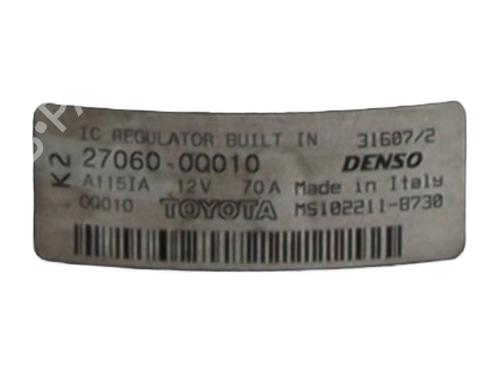 IC REGULATOR BUILT IN 31607/2
K2 27060-0Q010 DENSO
A115IA 12V 70A Made in Italy
0Q010 TOYOTA MS102211-8730